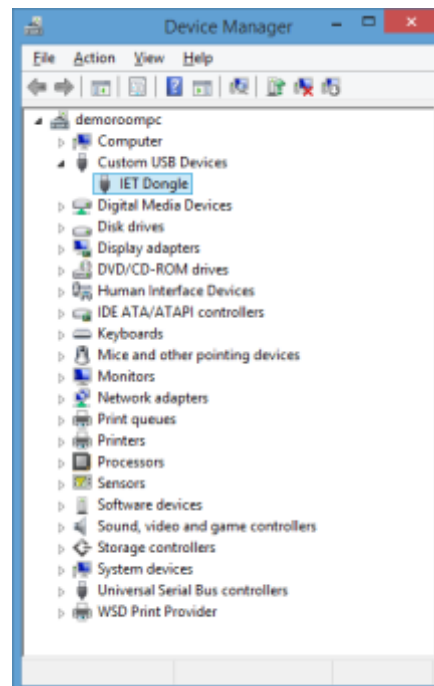 Device Manager
File Action View Help
demoroompc
Computer
Custom USB Devices
IET Dongle
Digital Media Devices
Disk drives
Display adapters
DVD/CD-ROM drives
Human Interface Devices
IDE ATA/ATAPI controllers
Keyboards
Mice and other pointing devices
Monitors
Network adapters
Print queues
Printers
Processors
Sensors
Software devices
Sound, video and game controllers
Storage controllers
System devices
Universal Serial Bus controllers
WSD Print Provider